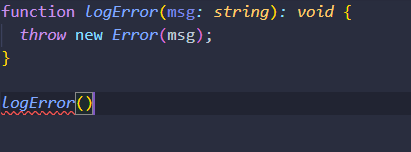 function logError(msg: string): void {
  throw new Error(msg);
}
logError()